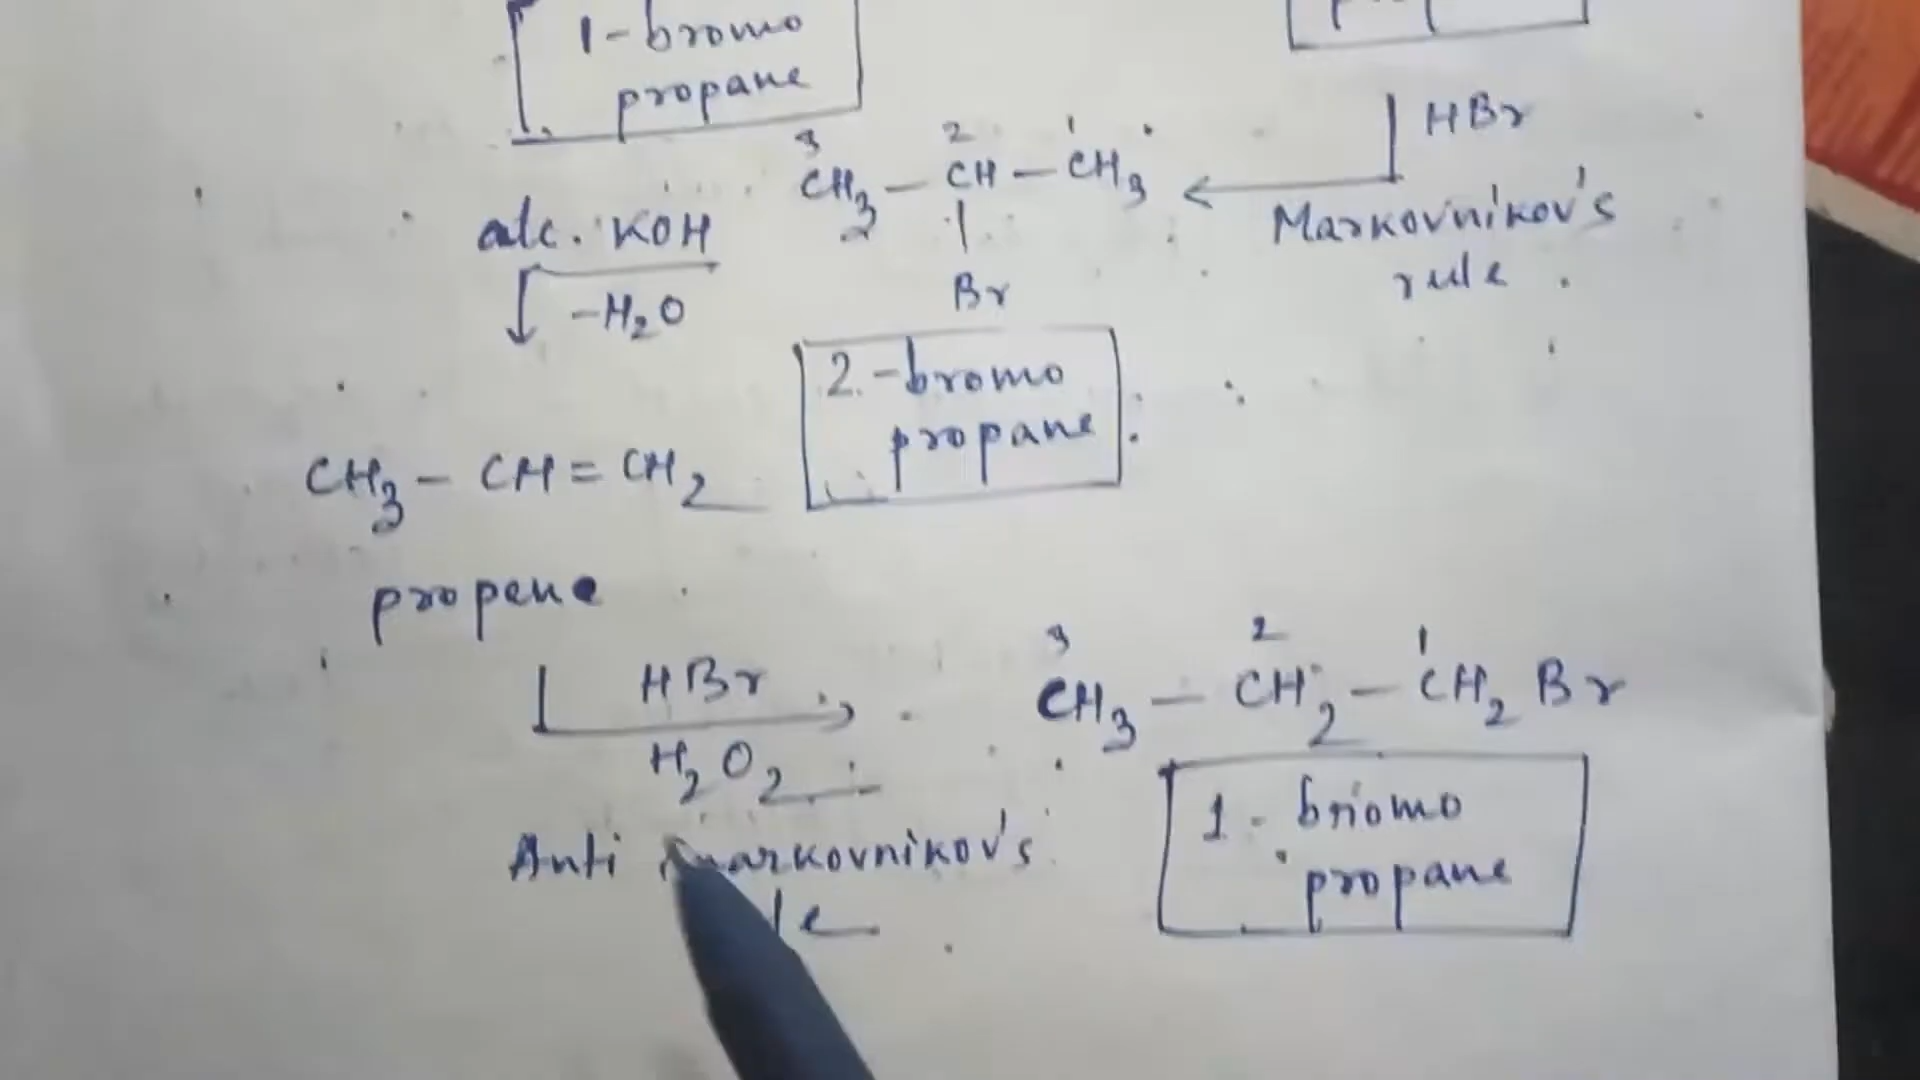 1-bromo
propane
HBr
Markovnikov's
rule
3 2 1
CH3 - CH - CH3
|
Br
2-bromo
propane
alc. KOH
-H2O
CH3 - CH = CH2
propene
HBr
H2O2
Anti markovnikov's
3 2 1
CH3 - CH2 - CH2 Br
1-bromo
propane